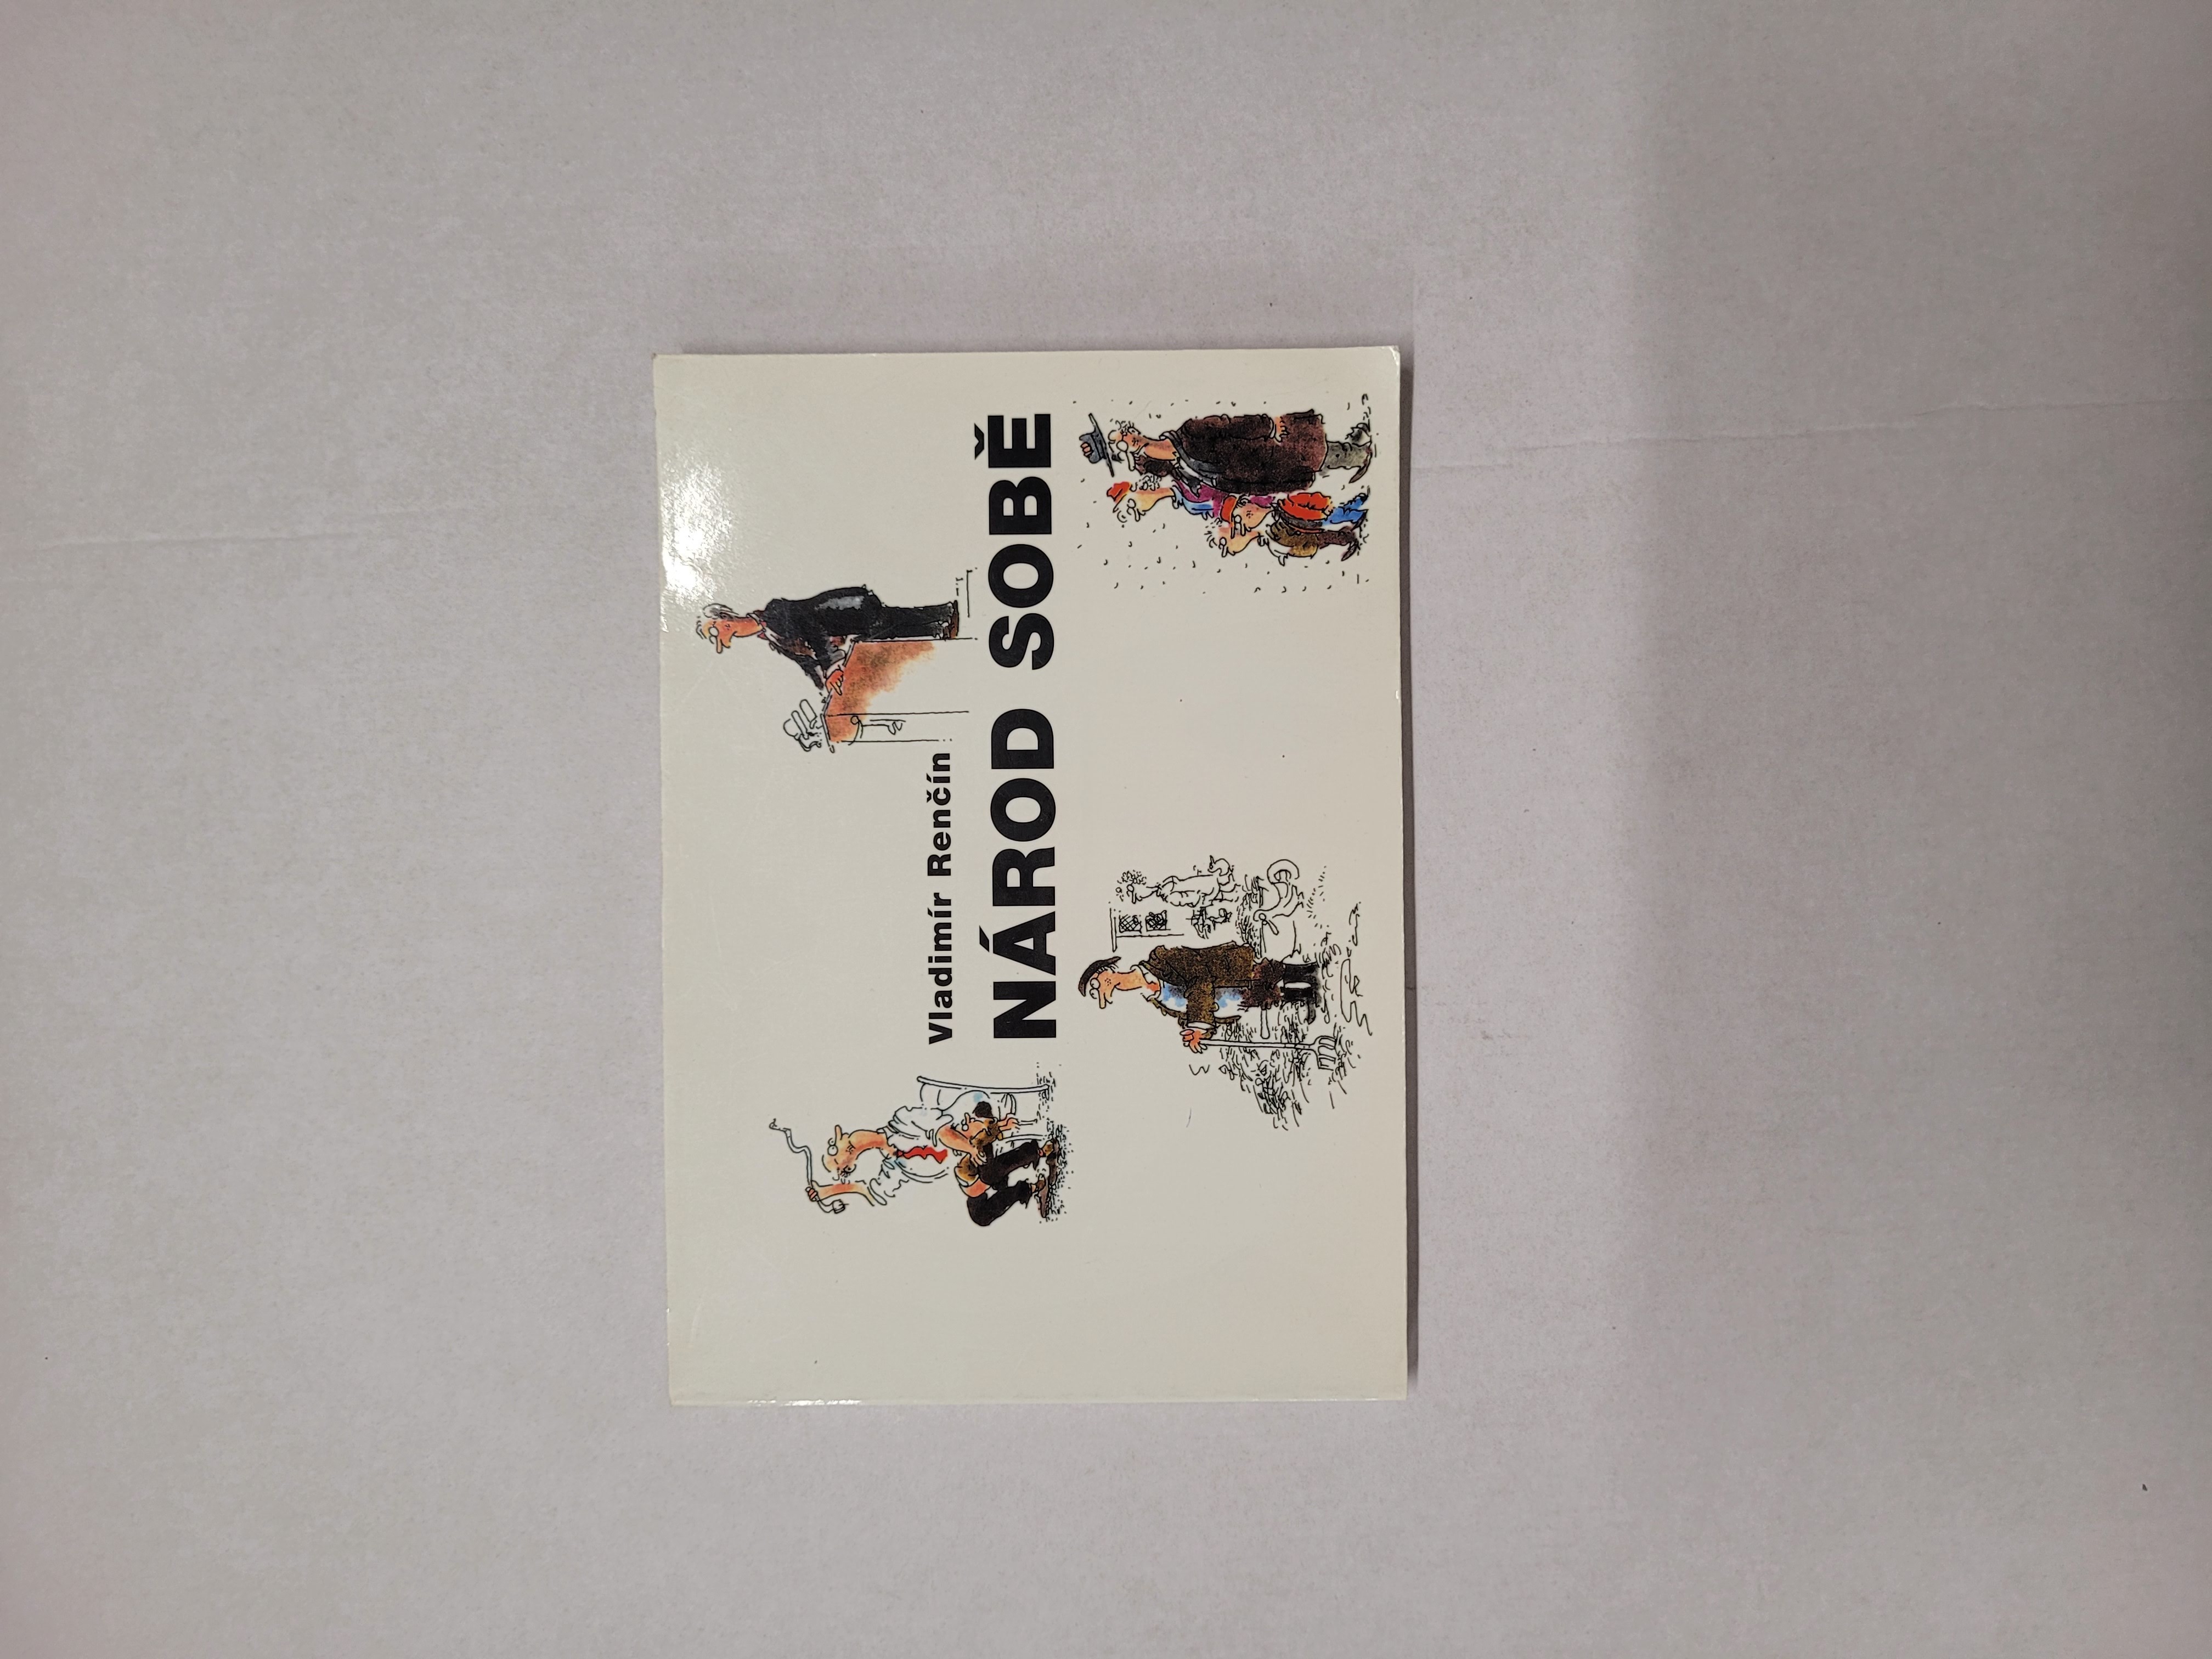 Vladimír Renčín
NÁROD SOBĚ